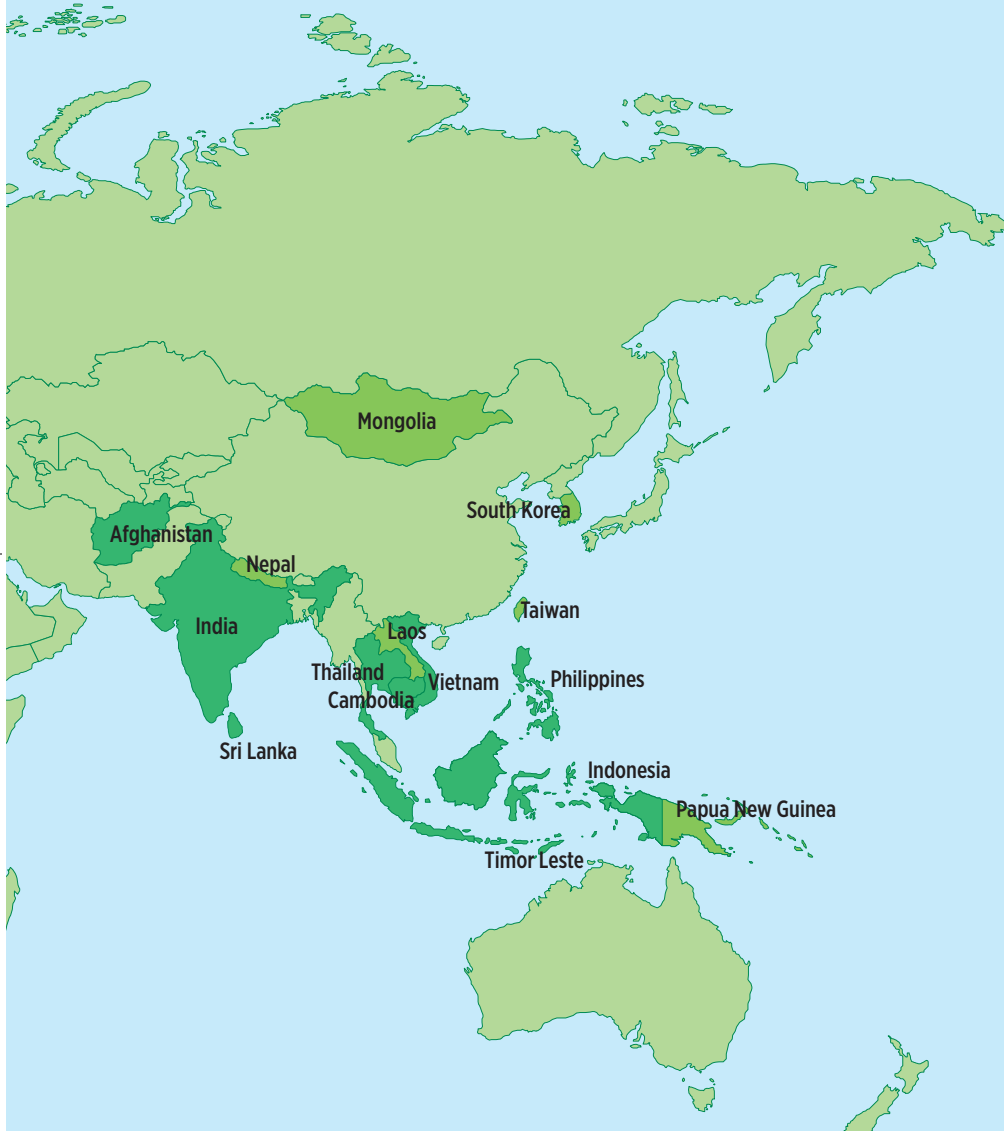 Mongolia
South Korea
Afghanistan
Nepal
Taiwan
India
Laos
Thailand
Vietnam
Philippines
Cambodia
Sri Lanka
Indonesia
Papua New Guinea
Timor Leste